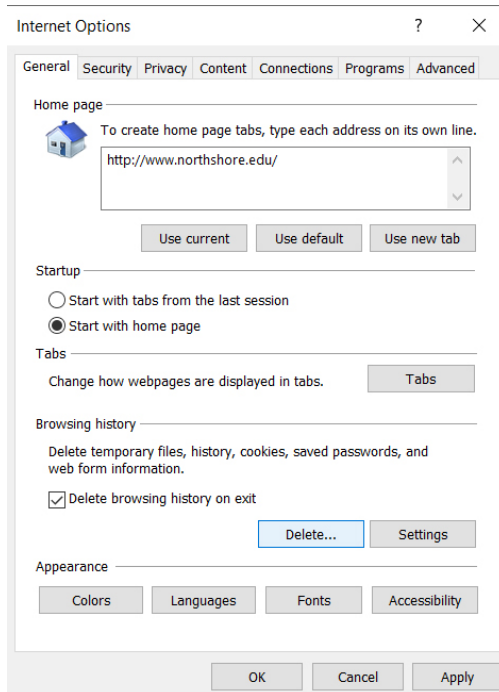 Internet Options ?
General Security Privacy Content Connections Programs Advanced
Home page
To create home page tabs, type each address on its own line.
http://www.northshore.edu/
Use current Use default Use new tab
Startup
Start with tabs from the last session
Start with home page
Tabs
Change how webpages are displayed in tabs. Tabs
Browsing history
Delete temporary files, history, cookies, saved passwords, and
web form information.
Delete browsing history on exit
Delete... Settings
Appearance
Colors Languages Fonts Accessibility
OK Cancel Apply